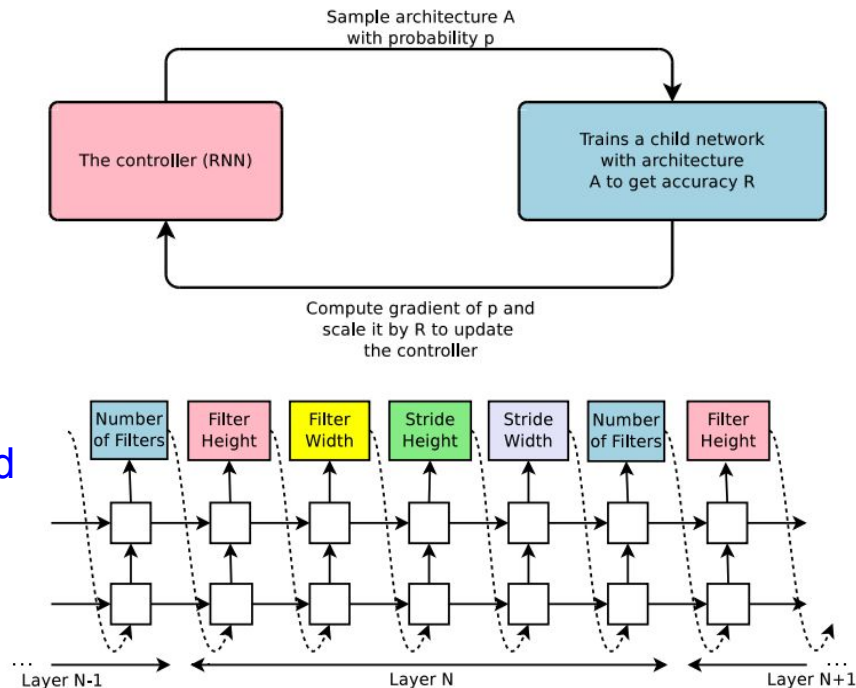 Sample architecture A
with probability p
The controller (RNN)
Trains a child network
with architecture
A to get accuracy R
Compute gradient of p and
scale it by R to update
the controller
d
Number
of Filters
Filter
Height
Filter
Width
Stride
Height
Stride
Width
Number
of Filters
Filter
Height
... Layer N-1
Layer N
Layer N+1 ...